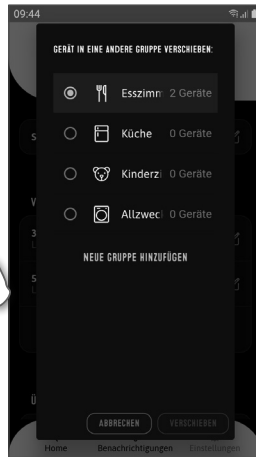 09:44
GERÄT IN EINE ANDERE GRUPPE VERSCHIEBEN:
Esszimm 2 Geräte
Küche 0 Geräte
Kinderzi 0 Geräte
Allzwec 0 Geräte
NEUE GRUPPE HINZUFÜGEN
ABBRECHEN VERSCHIEBEN
Home Benachrichtigungen Einstellungen